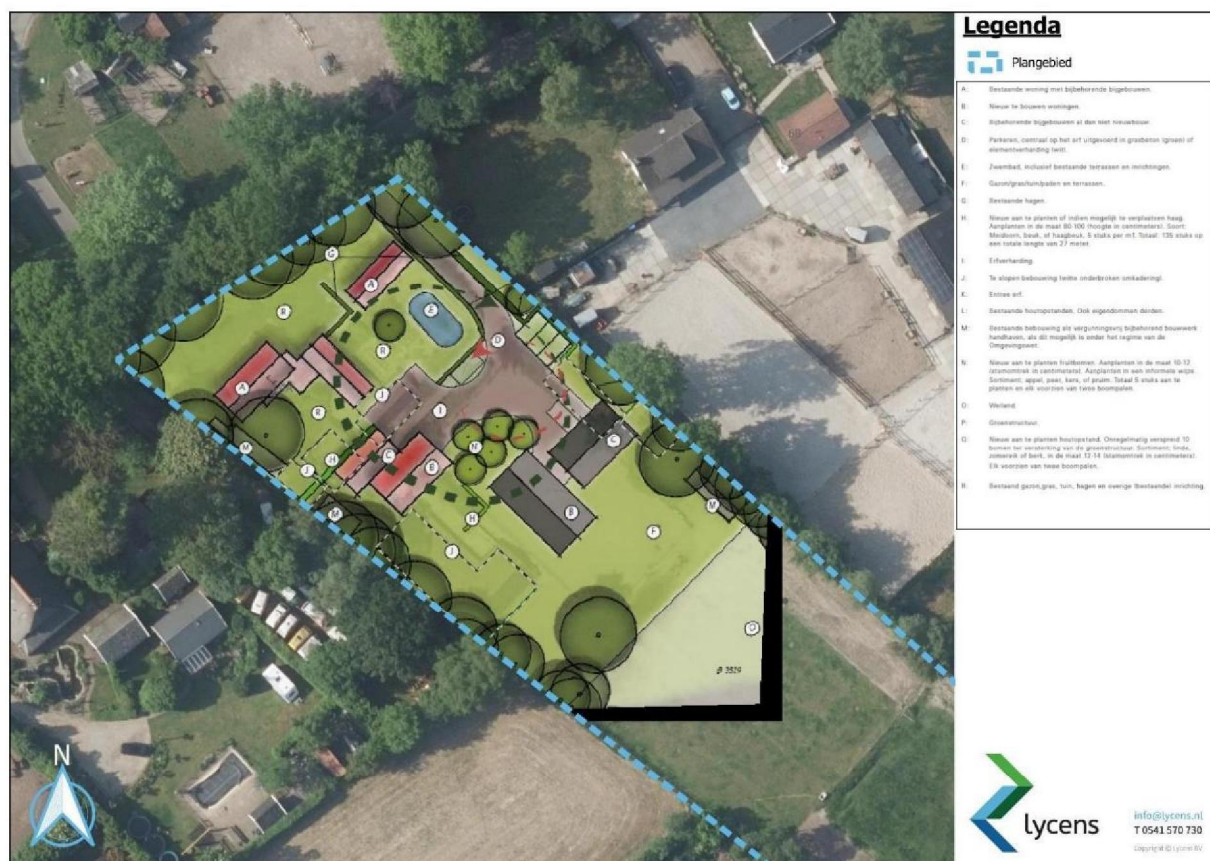 Legenda
Plangebied
A: Bestaande woning met bijbehorende bijgebouwen.
B: Nieuw te bouwen woningen.
C: Bijbehorende bijgebouwen al dan niet nieuwbouw.
D: Parkeren, centraal op het erf uitgevoerd in grasbeton (groen) of
elementverharding (wit).
E: Zwembad, inclusief bestaande terrassen en inrichtingen.
F: Gazon/gras/tuin/paden en terrassen.
G: Bestaande hagen.
H: Nieuw aan te planten of indien mogelijk te verplaatsen haag.
Aanplanten in de maat 80-100 (hoogte in centimeters). Soort:
Meidoorn, beuk, of haagbeuk, 5 stuks per m1. Totaal: 135 stuks op
een totale lengte van 27 meter.
I: Erfverharding.
J: Te slopen bebouwing (witte onderbroken omkadering).
K: Entree erf.
L: Bestaande houtopstanden. Ook eigendommen derden.
M: Bestaande bebouwing als vergunningsvrij bijbehorend bouwwerk
handhaven, als dit mogelijk is onder het regime van de
Omgevingswet.
N: Nieuw aan te planten fruitbomen. Aanplanten in de maat 10-12
(stamomtrek in centimeters). Aanplanten in een informele wijze.
Sortiment: appel, peer, kers, of pruim. Totaal 5 stuks aan te
planten en elk voorzien van twee boompalen.
O: Weiland.
P: Groenstructuur.
Q: Nieuw aan te planten houtopstand. Onregelmatig verspreid 10
bomen ter versterking van de groenstructuur. Sortiment: linde,
zomereik of berk, in de maat 12-14 (stamomtrek in centimeters).
Elk voorzien van twee boompalen.
R: Bestaand gazon,gras, tuin, hagen en overige (bestaande) inrichting.
G
A
R
E
D
R
A
J
I
R
C
N
C
M
H
B
J
B
M
M
H
F
J
O
P 3529
N
lycens
info@lycens.nl
T 0541 570 730
Copyright © Lycens BV